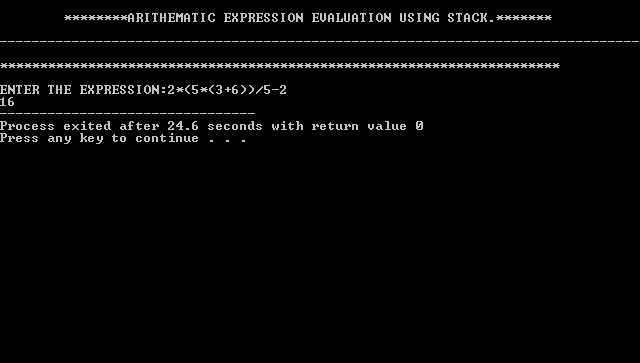 ********ARITHEMATIC EXPRESSION EVALUATION USING STACK.*******
--------------------------------------------------------------------------------
**********************************************************************
ENTER THE EXPRESSION:2*(5*(3+6))/5-2
16
--------------------------------
Process exited after 24.6 seconds with return value 0
Press any key to continue . . .